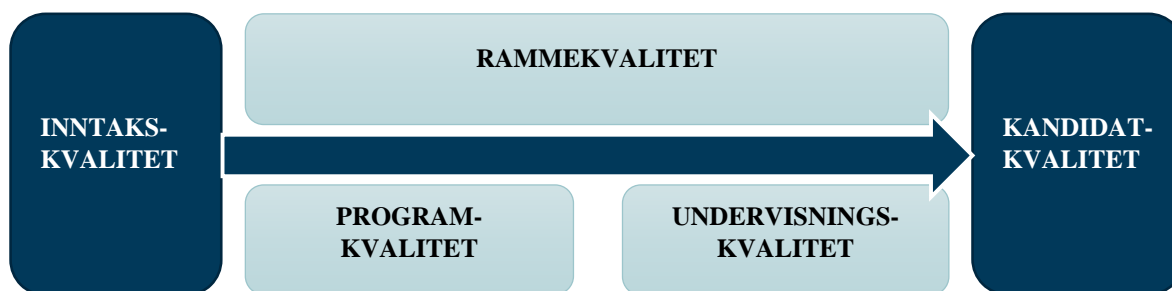 INNTAKS-
KVALITET
RAMMEKVALITET
PROGRAM-
KVALITET
UNDERVISNINGS-
KVALITET
KANDIDAT-
KVALITET